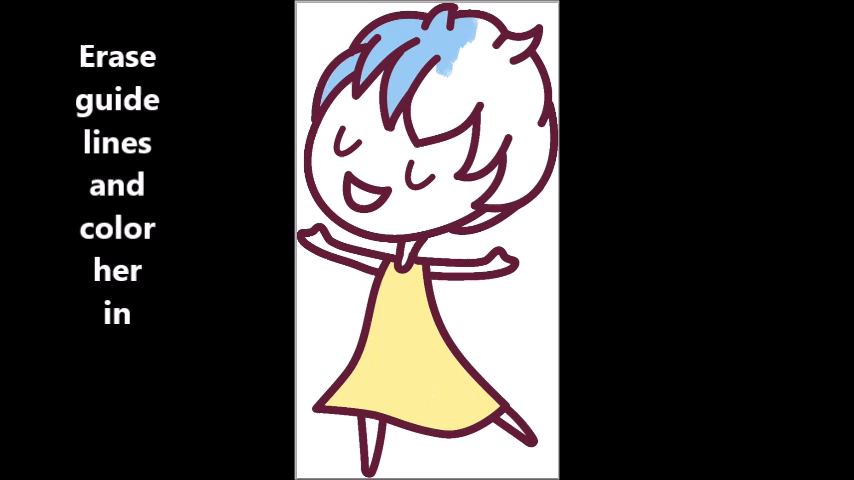 Erase
guide
lines
and
color
her
in